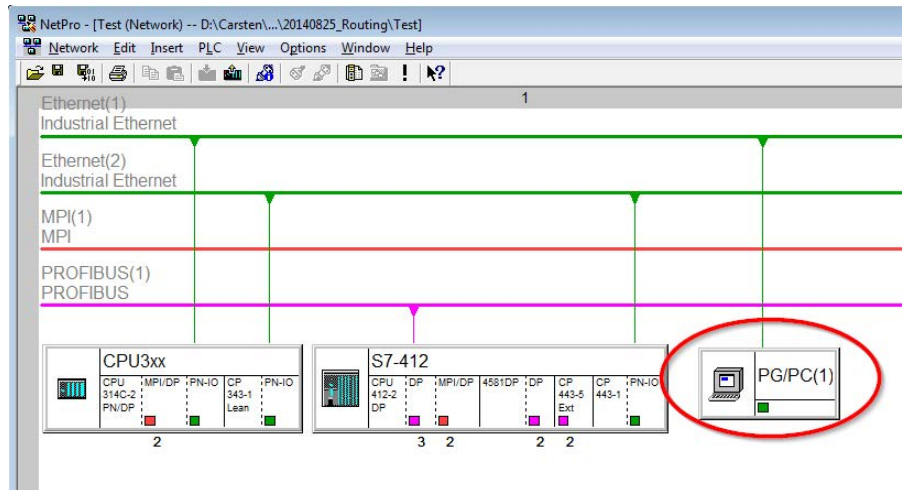 NetPro - [Test (Network) -- D:\Carsten\...\20140825_Routing\Test]
Network Edit Insert PLC View Options Window Help
1
Ethernet(1)
Industrial Ethernet
Ethernet(2)
Industrial Ethernet
MPI(1)
MPI
PROFIBUS(1)
PROFIBUS
CPU3xx
CPU 314C-2 PN/DP
MPI/DP
PN-IO
CP 343-1 Lean
PN-IO
2
S7-412
CPU 412-2 DP
DP
MPI/DP
4581DP
DP
CP 443-5 Ext
CP 443-1
PN-IO
3 2 2 2
PG/PC(1)